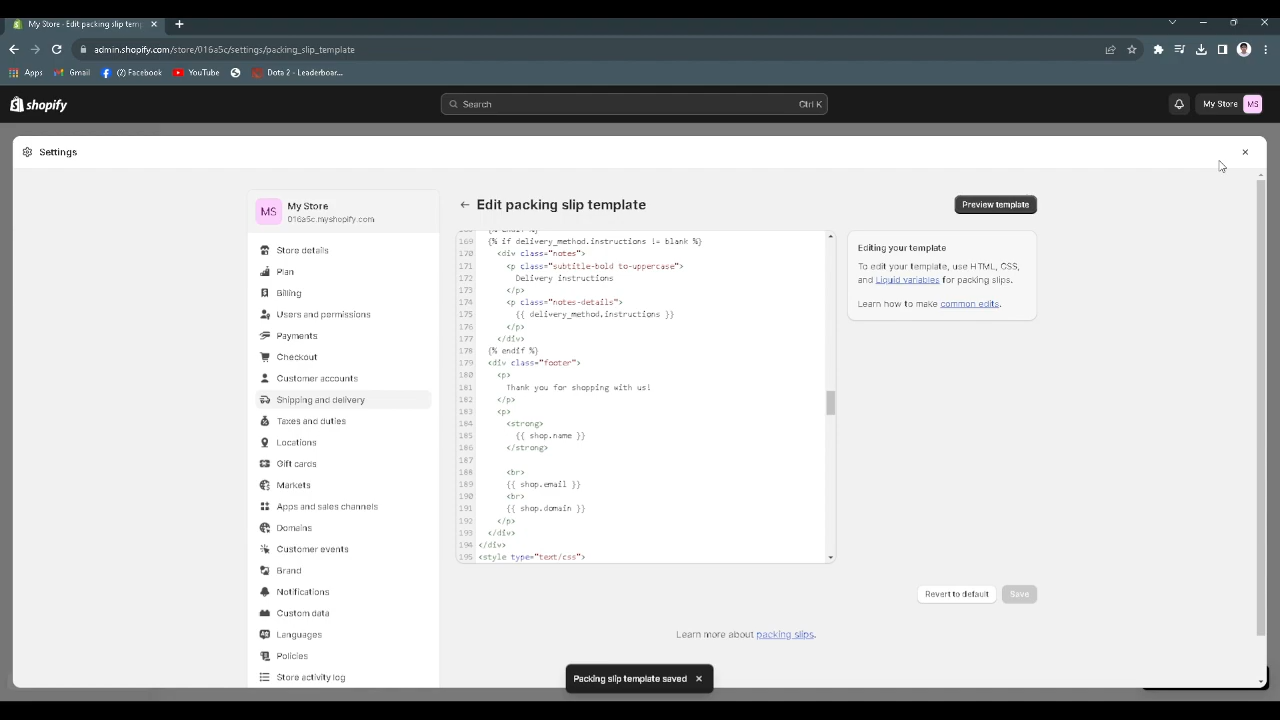 My Store - Edit packing slip temp
admin.shopify.com/store/016a5c/settings/packing_slip_template
Apps
Gmail
(2) Facebook
YouTube
Dota 2 - Leaderboar...
shopify
Search
Ctrl K
My Store
MS
Settings
MS
My Store
016a5c.myshopify.com
Store details
Plan
Billing
Users and permissions
Payments
Checkout
Customer accounts
Shipping and delivery
Taxes and duties
Locations
Gift cards
Markets
Apps and sales channels
Domains
Customer events
Brand
Notifications
Custom data
Languages
Policies
Store activity log
Edit packing slip template
Preview template
168 {% endif %}
169 {% if delivery_method.instructions != blank %}
170 <div class="notes">
171 <p class="subtitle-bold to-uppercase">
172 Delivery instructions
173 </p>
174 <p class="notes-details">
175 {{ delivery_method.instructions }}
176 </p>
177 </div>
178 {% endif %}
179 <div class="footer">
180 <p>
181 Thank you for shopping with us!
182 </p>
183 <p>
184 <strong>
185 {{ shop.name }}
186 </strong>
187
188 <br>
189 {{ shop.email }}
190 <br>
191 {{ shop.domain }}
192 </p>
193 </div>
194 </div>
195 <style type="text/css">
Editing your template
To edit your template, use HTML, CSS,
and Liquid variables for packing slips.
Learn how to make common edits.
Revert to default
Save
Learn more about packing slips.
Packing slip template saved